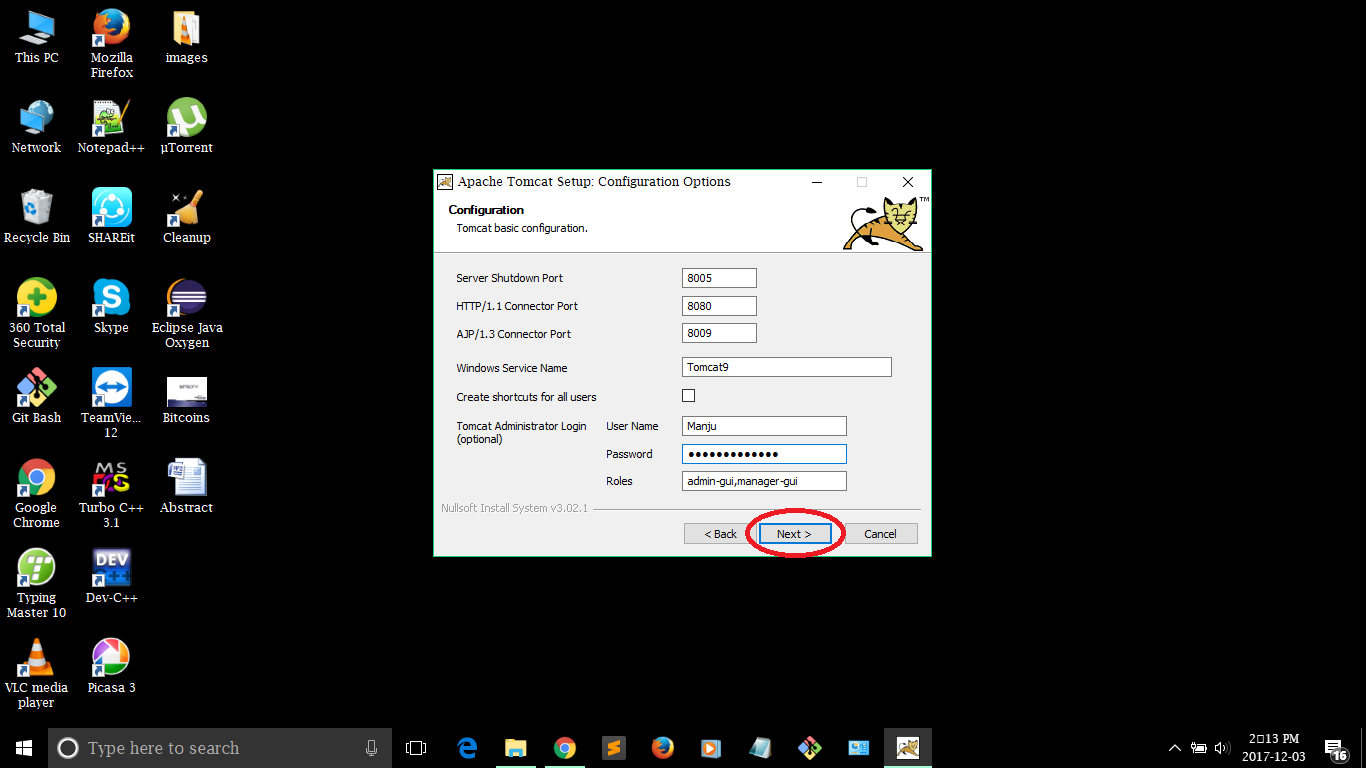 This PC
Mozilla
Firefox
images
Network
Notepad++
µTorrent
Recycle Bin
SHAREit
Cleanup
360 Total
Security
Skype
Eclipse Java
Oxygen
Git Bash
TeamVie...
12
Bitcoins
Google
Chrome
MS
Turbo C++
3.1
Abstract
Typing
Master 10
DEV
Dev-C++
VLC media
player
Picasa 3
Apache Tomcat Setup: Configuration Options
Configuration
Tomcat basic configuration.
TM
Server Shutdown Port 8005
HTTP/1.1 Connector Port 8080
AJP/1.3 Connector Port 8009
Windows Service Name Tomcat9
Create shortcuts for all users
Tomcat Administrator Login User Name Manju
(optional)
Password •••••••••••••
Roles admin-gui,manager-gui
Nullsoft Install System v3.02.1
< Back Next > Cancel
Type here to search
2▯13 PM
2017-12-03
16